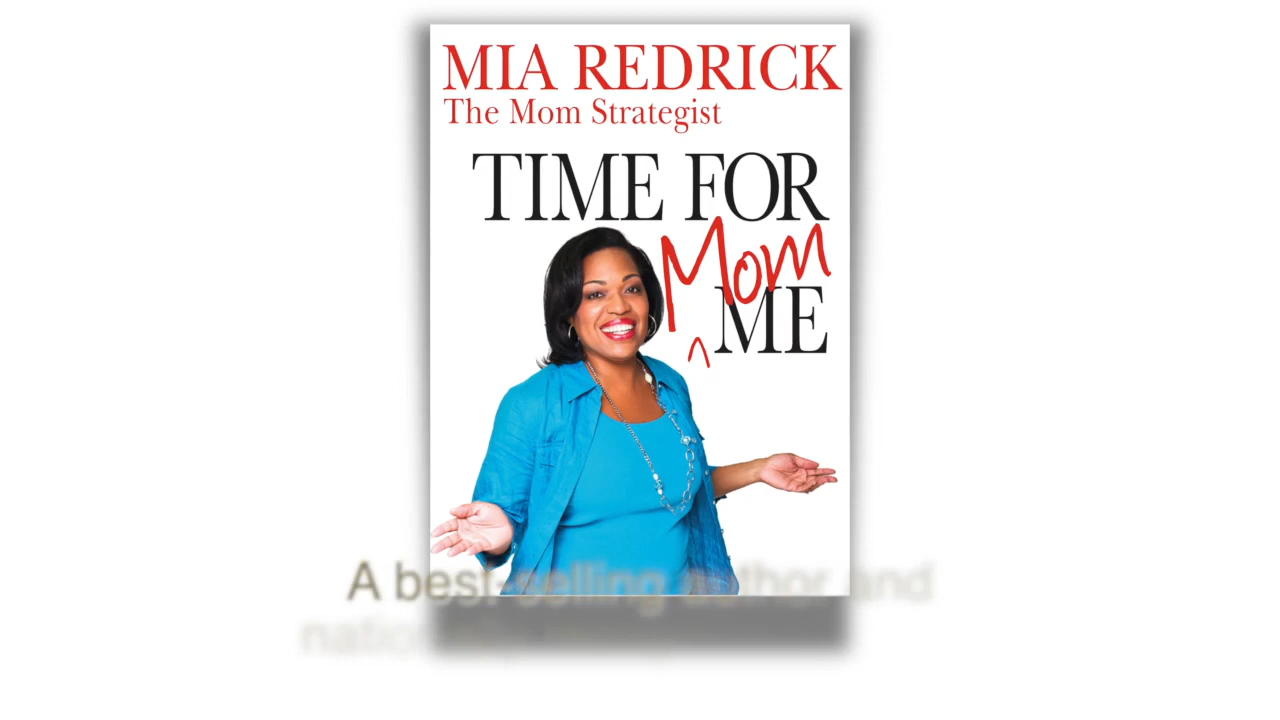 MIA REDRICK
The Mom Strategist
TIME FOR
Mom
^ ME
A best-selling author and